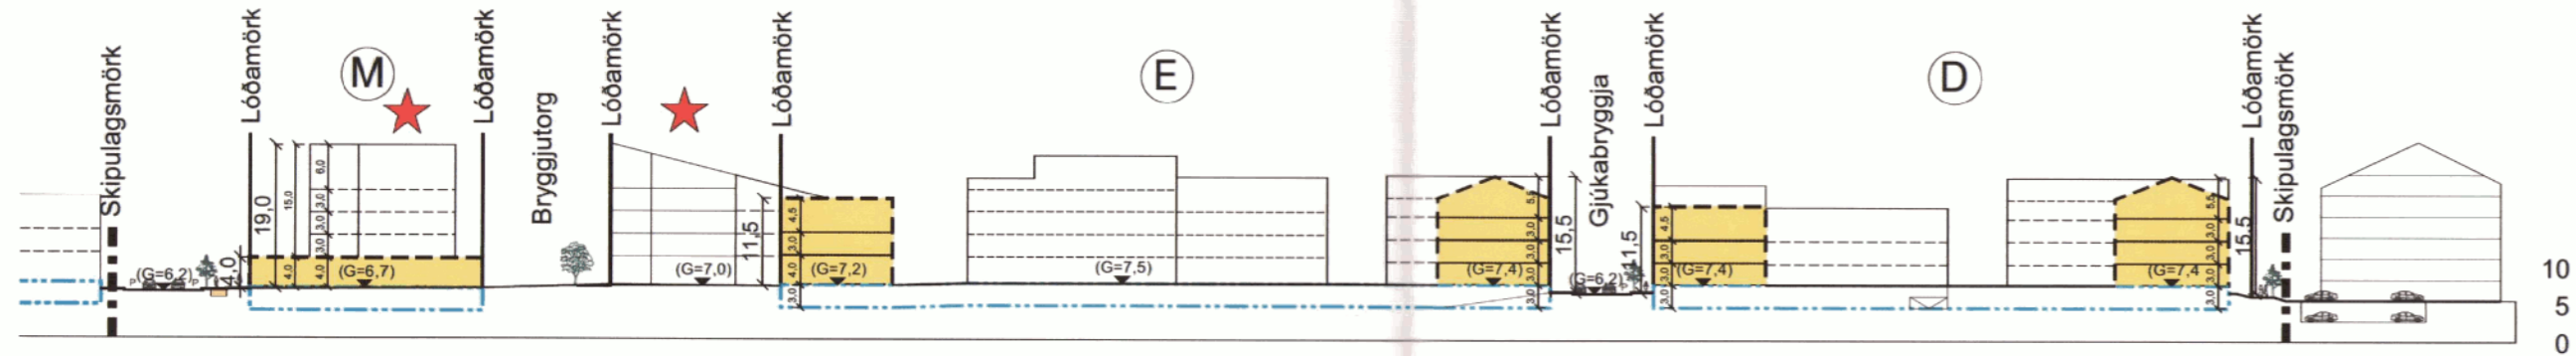 Skipulagsmörk
(G=6,2)
P
P
4,0
Lóðamörk
19,0
15,0
6,0
3,0
3,0
3,0
4,0
4,0
(G=6,7)
M
Lóðamörk
Bryggjutorg
Lóðamörk
(G=7,0)
11,5
Lóðamörk
4,5
3,0
4,0
3,0
(G=7,2)
E
(G=7,5)
(G=7,4)
5,5
3,0
3,0
3,0
3,0
Lóðamörk
15,5
Gjúkabryggja
(G=6,2)
P
11,5
Lóðamörk
4,5
3,0
3,0
3,0
(G=7,4)
D
(G=7,4
5,5
3,0
3,0
3,0
3,0
15,5
Lóðamörk
Skipulagsmörk
10
5
0